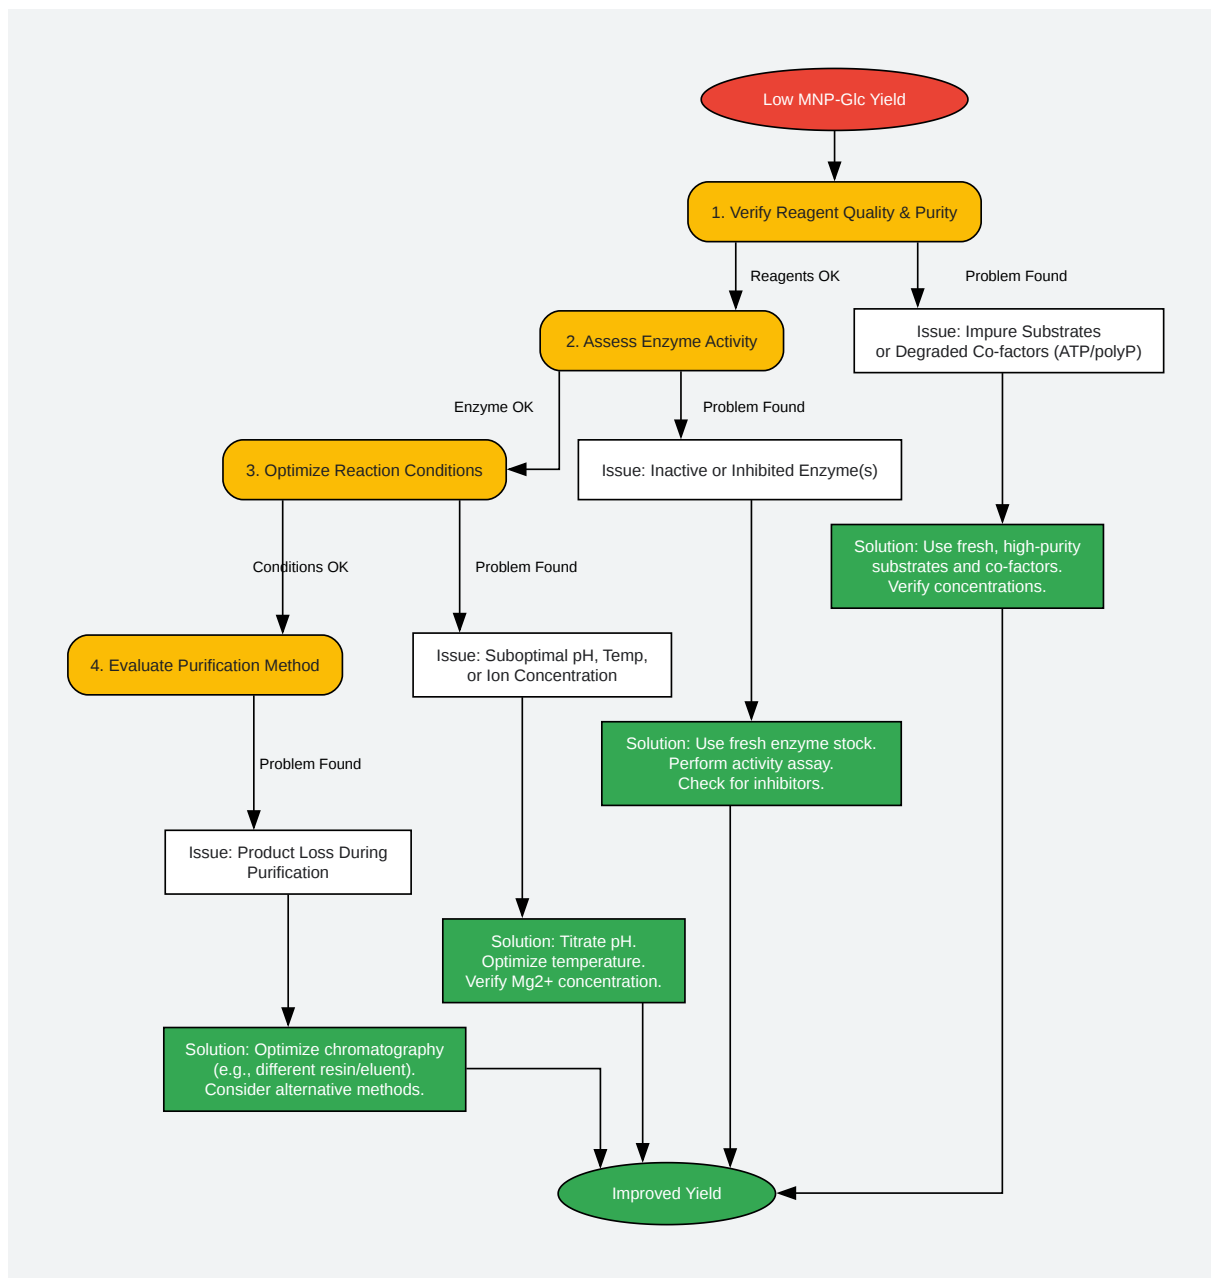 Low MNP-Glc Yield
1. Verify Reagent Quality & Purity
Reagents OK
Problem Found
2. Assess Enzyme Activity
Issue: Impure Substrates
or Degraded Co-factors (ATP/polyP)
Enzyme OK
Problem Found
3. Optimize Reaction Conditions
Issue: Inactive or Inhibited Enzyme(s)
Solution: Use fresh, high-purity
substrates and co-factors.
Verify concentrations.
Conditions OK
Problem Found
4. Evaluate Purification Method
Issue: Suboptimal pH, Temp,
or Ion Concentration
Solution: Use fresh enzyme stock.
Perform activity assay.
Check for inhibitors.
Problem Found
Issue: Product Loss During
Purification
Solution: Titrate pH.
Optimize temperature.
Verify Mg2+ concentration.
Solution: Optimize chromatography
(e.g., different resin/eluent).
Consider alternative methods.
Improved Yield